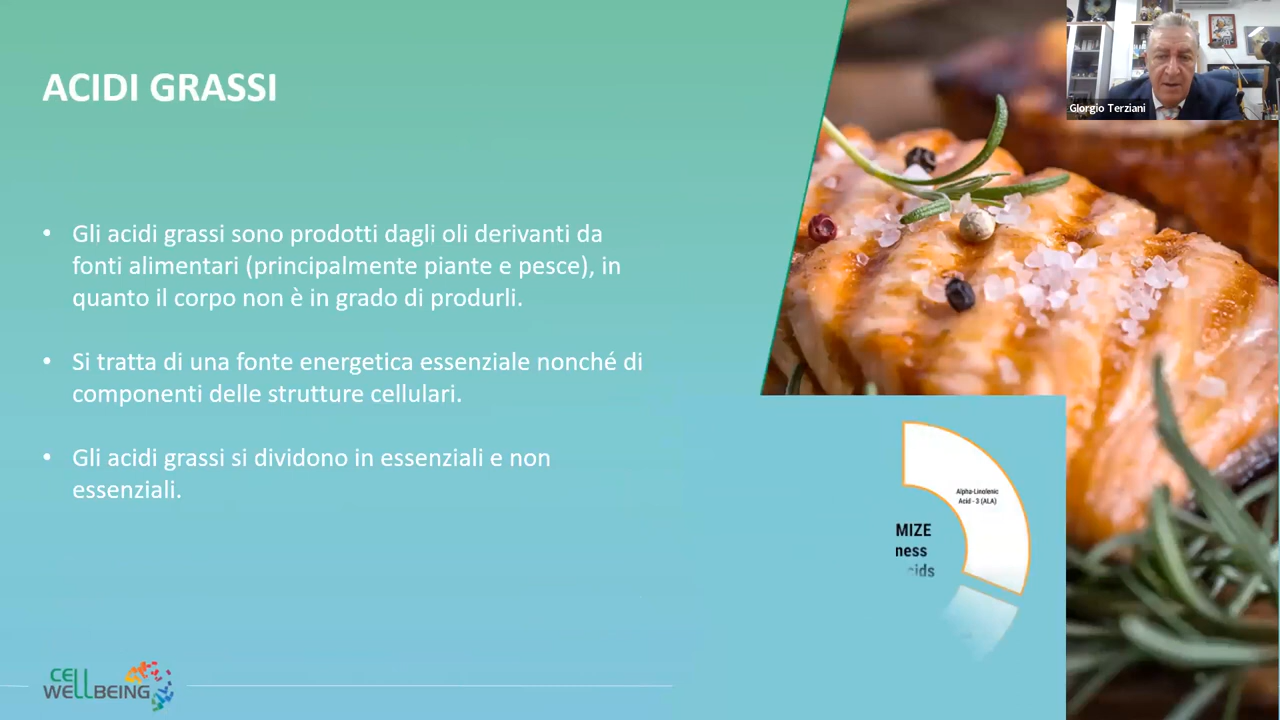 ACIDI GRASSI
Giorgio Terziani
• Gli acidi grassi sono prodotti dagli oli derivanti da
fonti alimentari (principalmente piante e pesce), in
quanto il corpo non è in grado di produrli.
• Si tratta di una fonte energetica essenziale nonché di
componenti delle strutture cellulari.
• Gli acidi grassi si dividono in essenziali e non
essenziali.
Alpha-Linolenic
Acid - 3 (ALA)
MIZE
ness
cids
CELL
WELLBEING